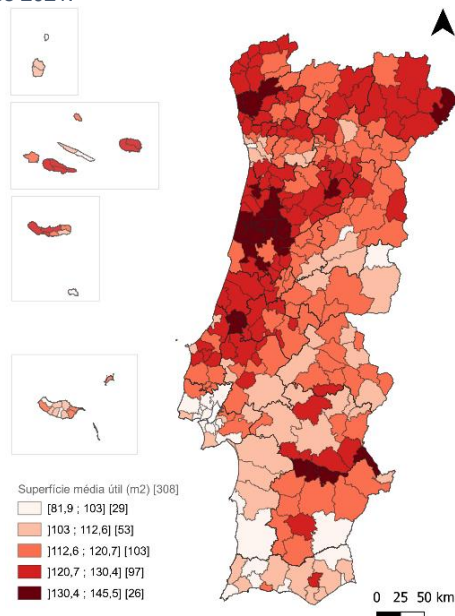 Superfície média útil (m2) [308]
[81,9 ; 103] [29]
]103 ; 112,6] [53]
]112,6 ; 120,7] [103]
]120,7 ; 130,4] [97]
]130,4 ; 145,5] [26]
0 25 50 km